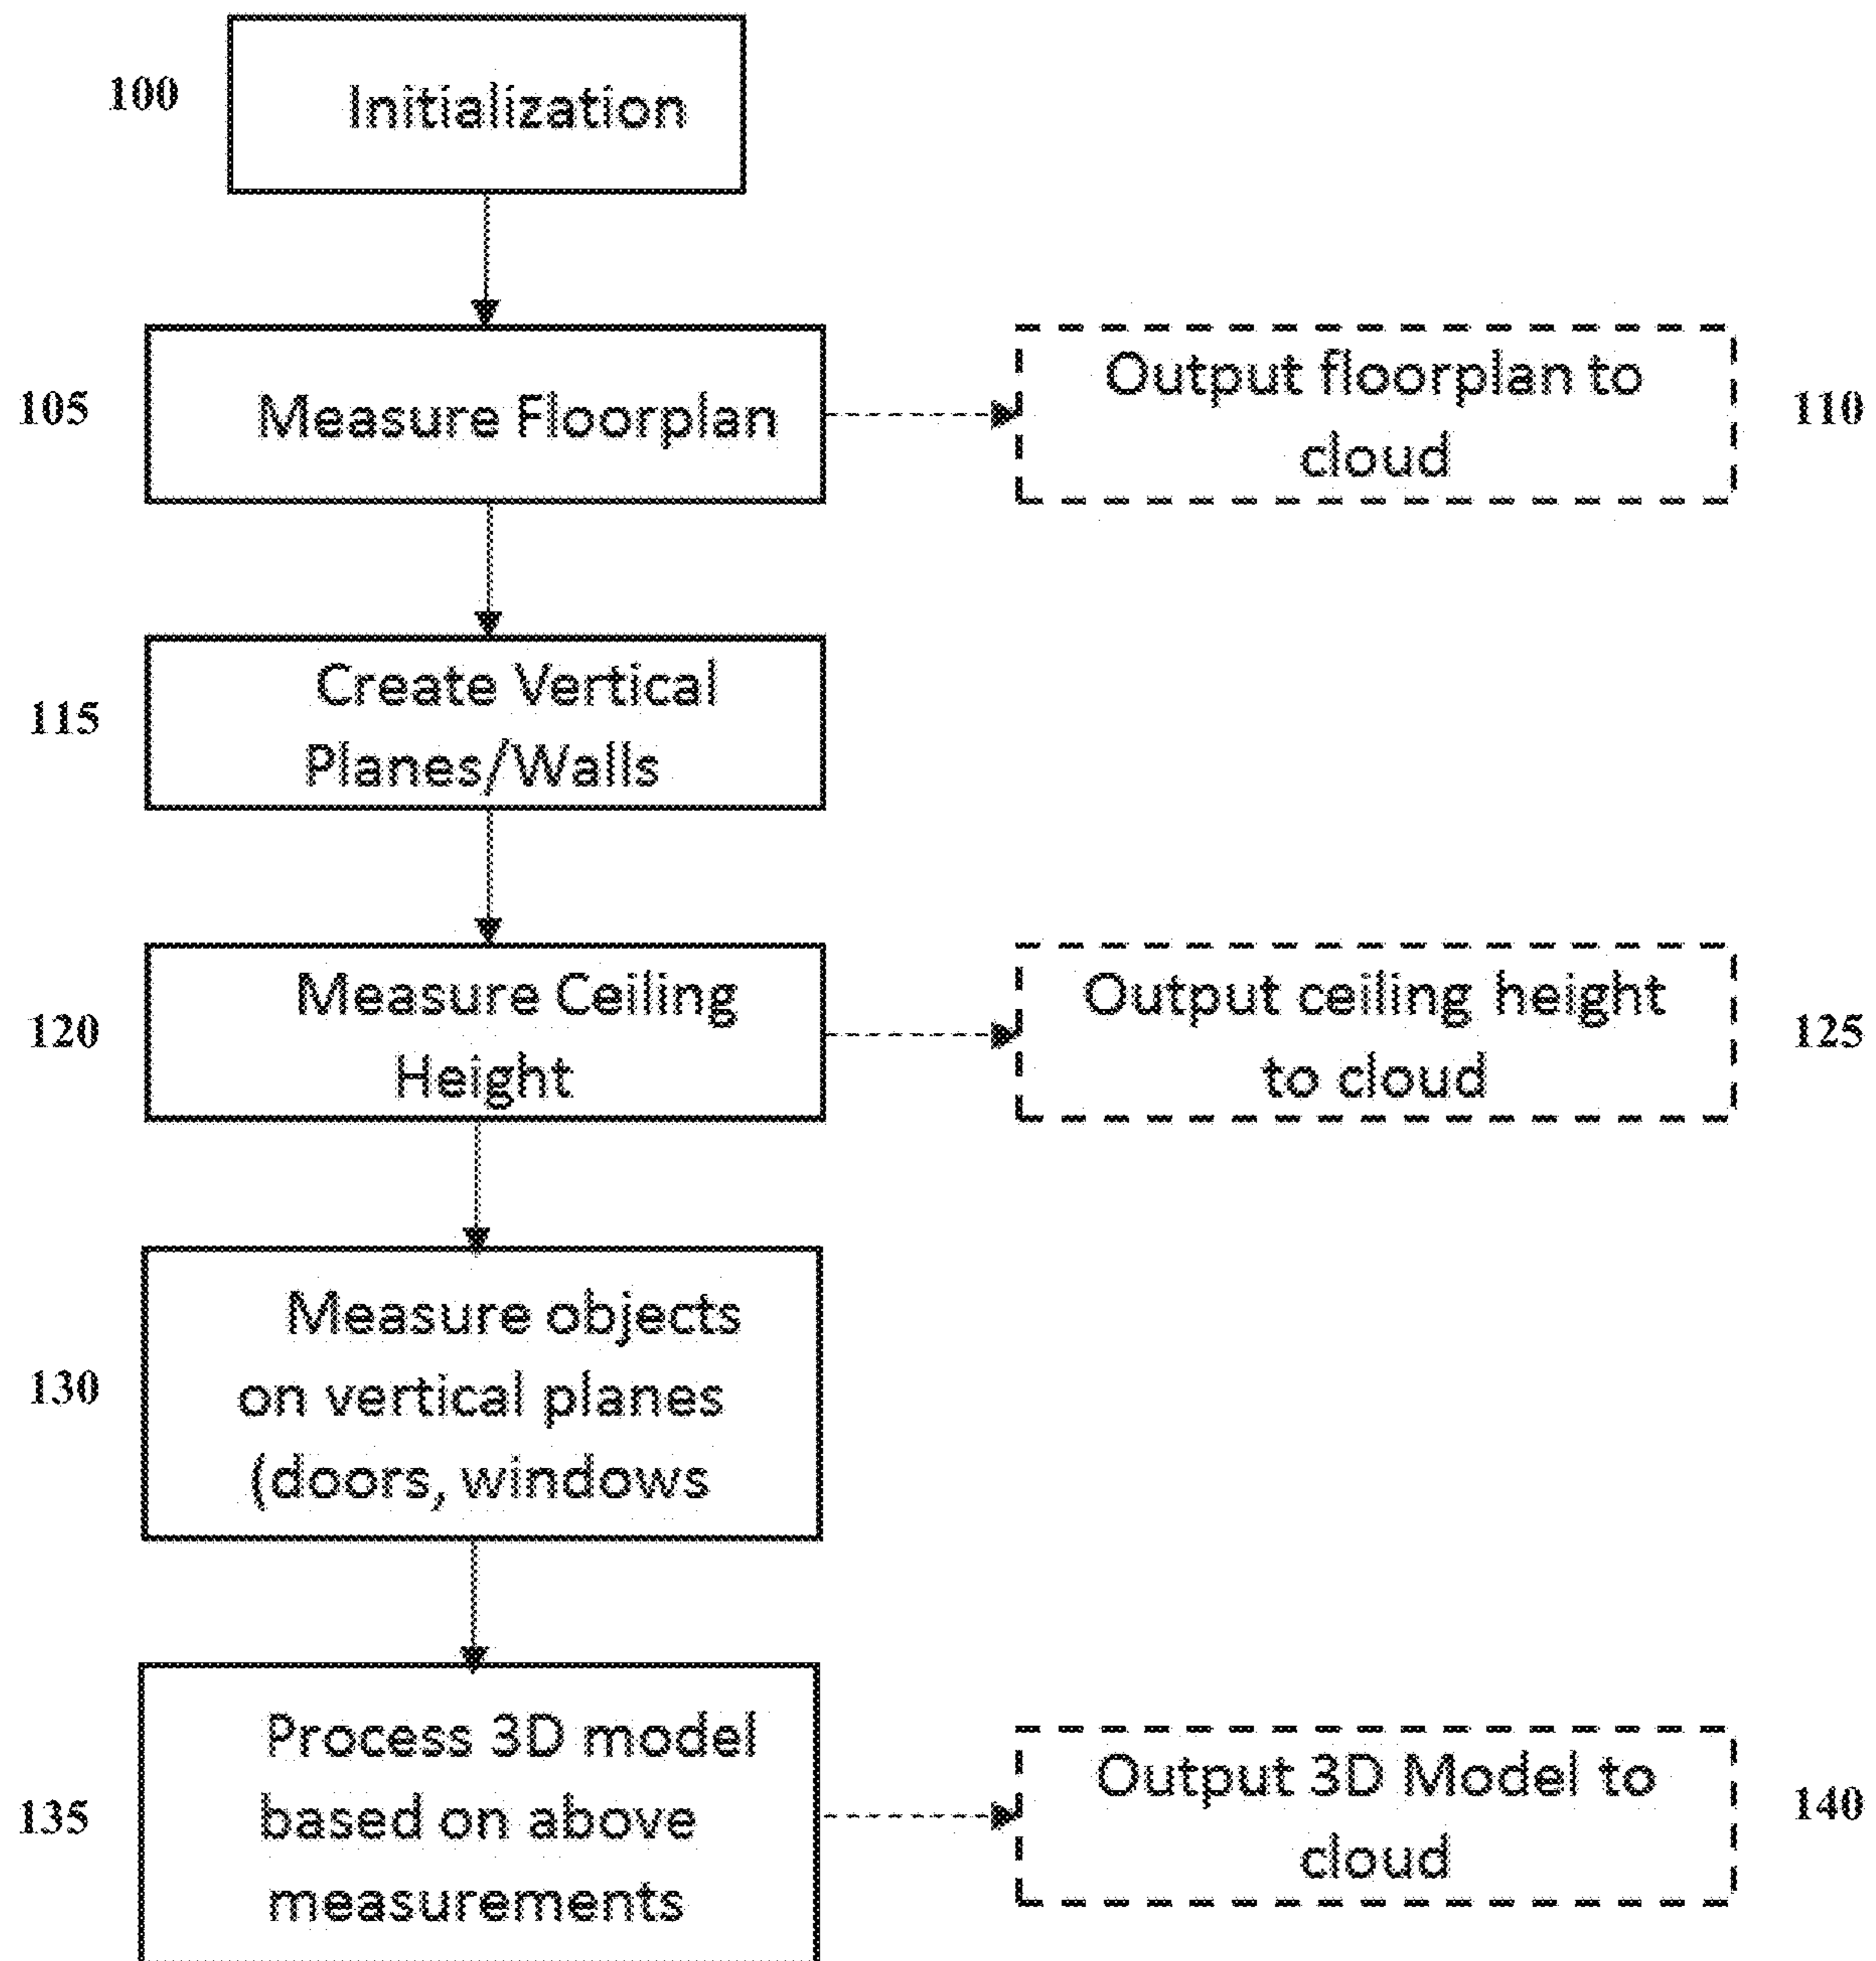 100
Initialization
105
Measure Floorplan
Output floorplan to
cloud
110
115
Create Vertical
Planes/Walls
120
Measure Ceiling
Height
Output ceiling height
to cloud
125
130
Measure objects
on vertical planes
(doors, windows
135
Process 3D model
based on above
measurements
Output 3D Model to
cloud
140